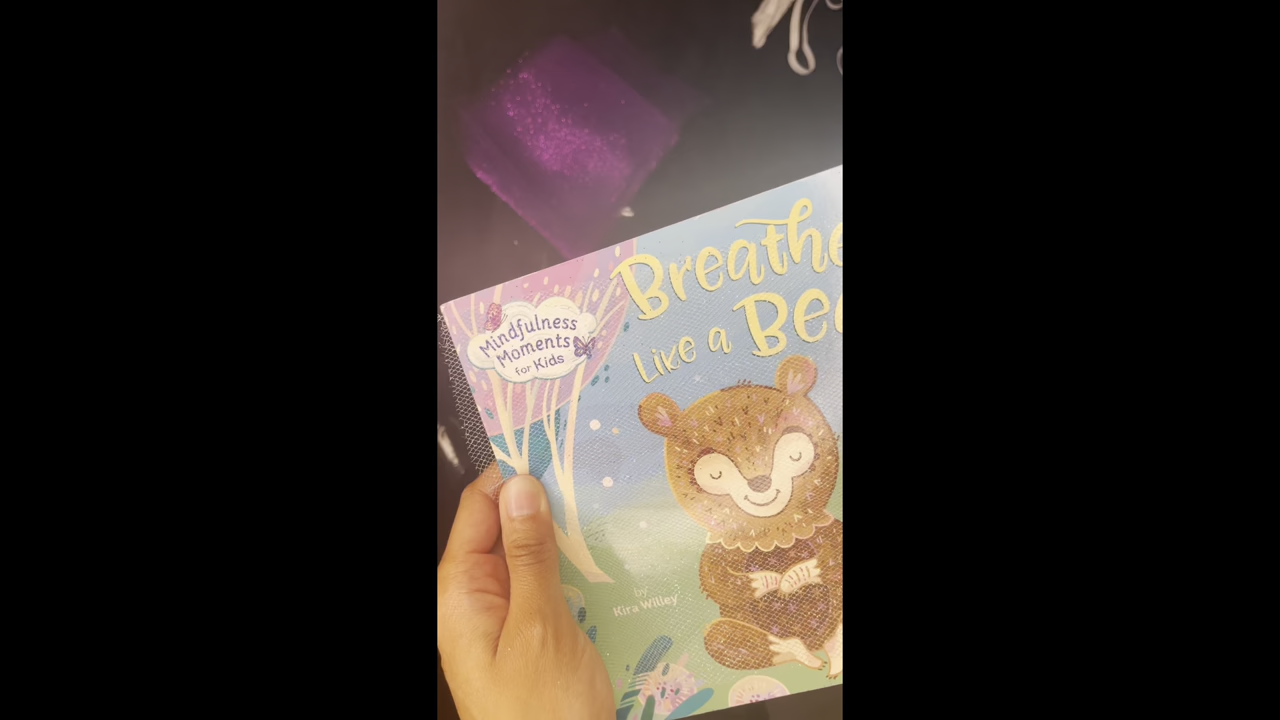 Breathe
Like a Bea
Mindfulness
Moments
for Kids
by
Kira Willey